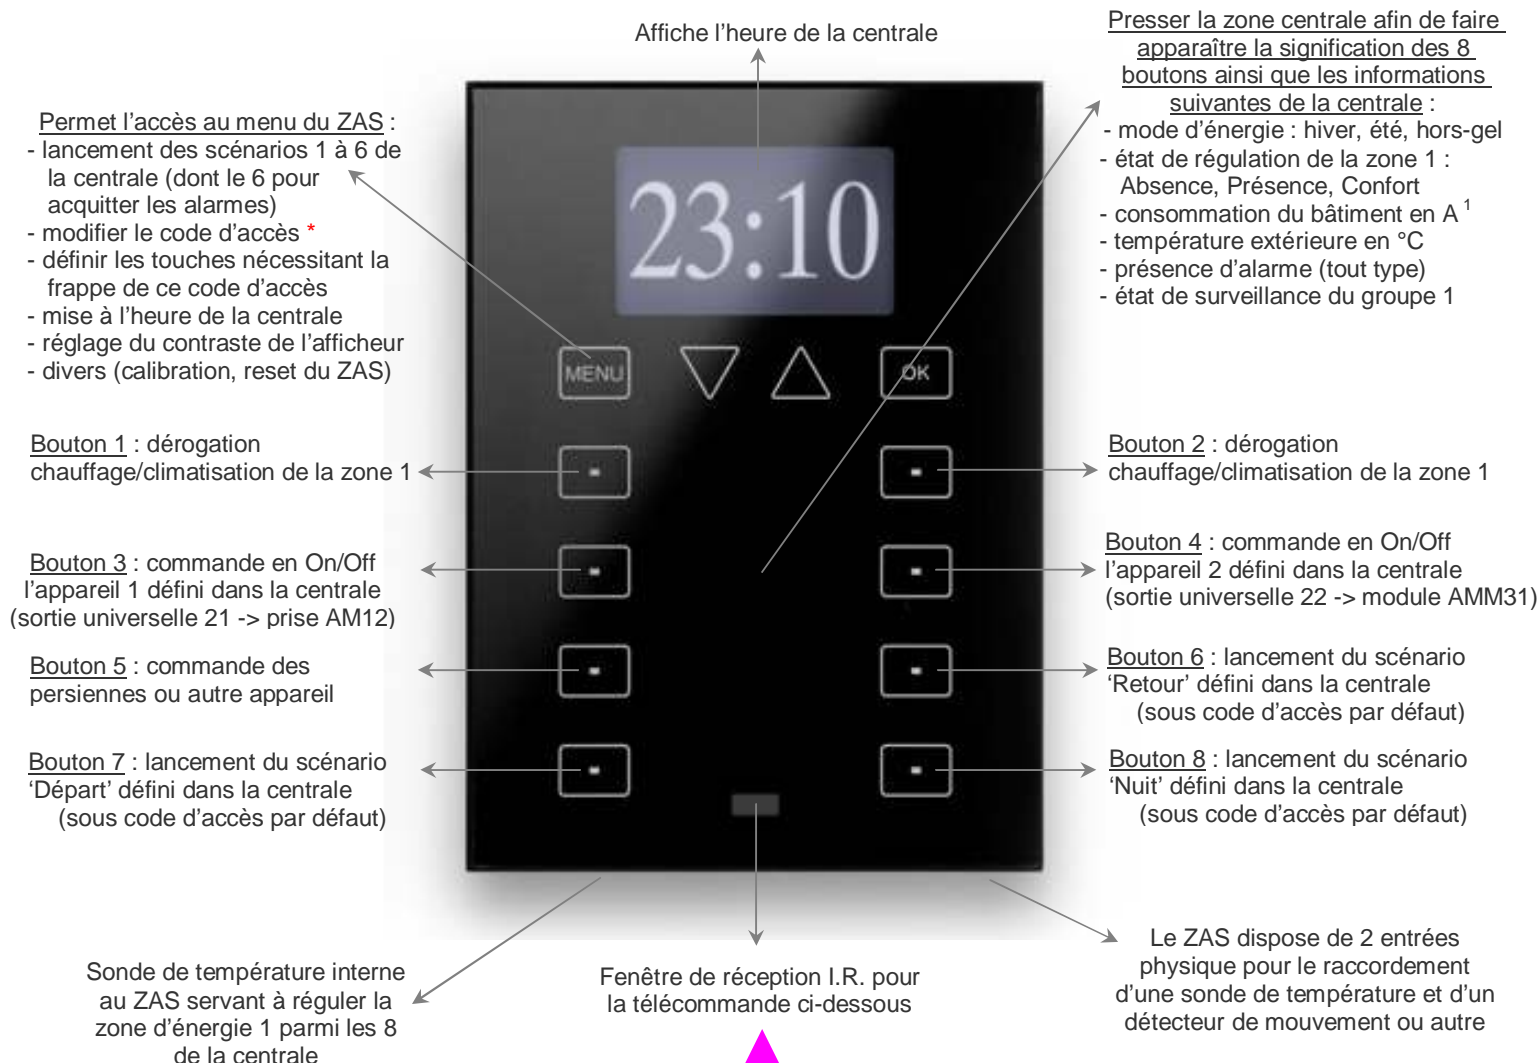 Affiche l'heure de la centrale
Presser la zone centrale afin de faire
apparaître la signification des 8
boutons ainsi que les informations
suivantes de la centrale :
- mode d'énergie : hiver, été, hors-gel
- état de régulation de la zone 1 :
Absence, Présence, Confort
- consommation du bâtiment en A 1
- température extérieure en °C
- présence d'alarme (tout type)
- état de surveillance du groupe 1
Permet l'accès au menu du ZAS :
- lancement des scénarios 1 à 6 de
la centrale (dont le 6 pour
acquitter les alarmes)
- modifier le code d'accès *
- définir les touches nécessitant la
frappe de ce code d'accès
- mise à l'heure de la centrale
- réglage du contraste de l'afficheur
- divers (calibration, reset du ZAS)
23:10
MENU
OK
Bouton 1 : dérogation
chauffage/climatisation de la zone 1
Bouton 2 : dérogation
chauffage/climatisation de la zone 1
Bouton 3 : commande en On/Off
l'appareil 1 défini dans la centrale
(sortie universelle 21 -> prise AM12)
Bouton 4 : commande en On/Off
l'appareil 2 défini dans la centrale
(sortie universelle 22 -> module AMM31)
Bouton 5 : commande des
persiennes ou autre appareil
Bouton 6 : lancement du scénario
'Retour' défini dans la centrale
(sous code d'accès par défaut)
Bouton 7 : lancement du scénario
'Départ' défini dans la centrale
(sous code d'accès par défaut)
Bouton 8 : lancement du scénario
'Nuit' défini dans la centrale
(sous code d'accès par défaut)
Sonde de température interne
au ZAS servant à réguler la
zone d'énergie 1 parmi les 8
de la centrale
Fenêtre de réception I.R. pour
la télécommande ci-dessous
Le ZAS dispose de 2 entrées
physique pour le raccordement
d'une sonde de température et d'un
détecteur de mouvement ou autre